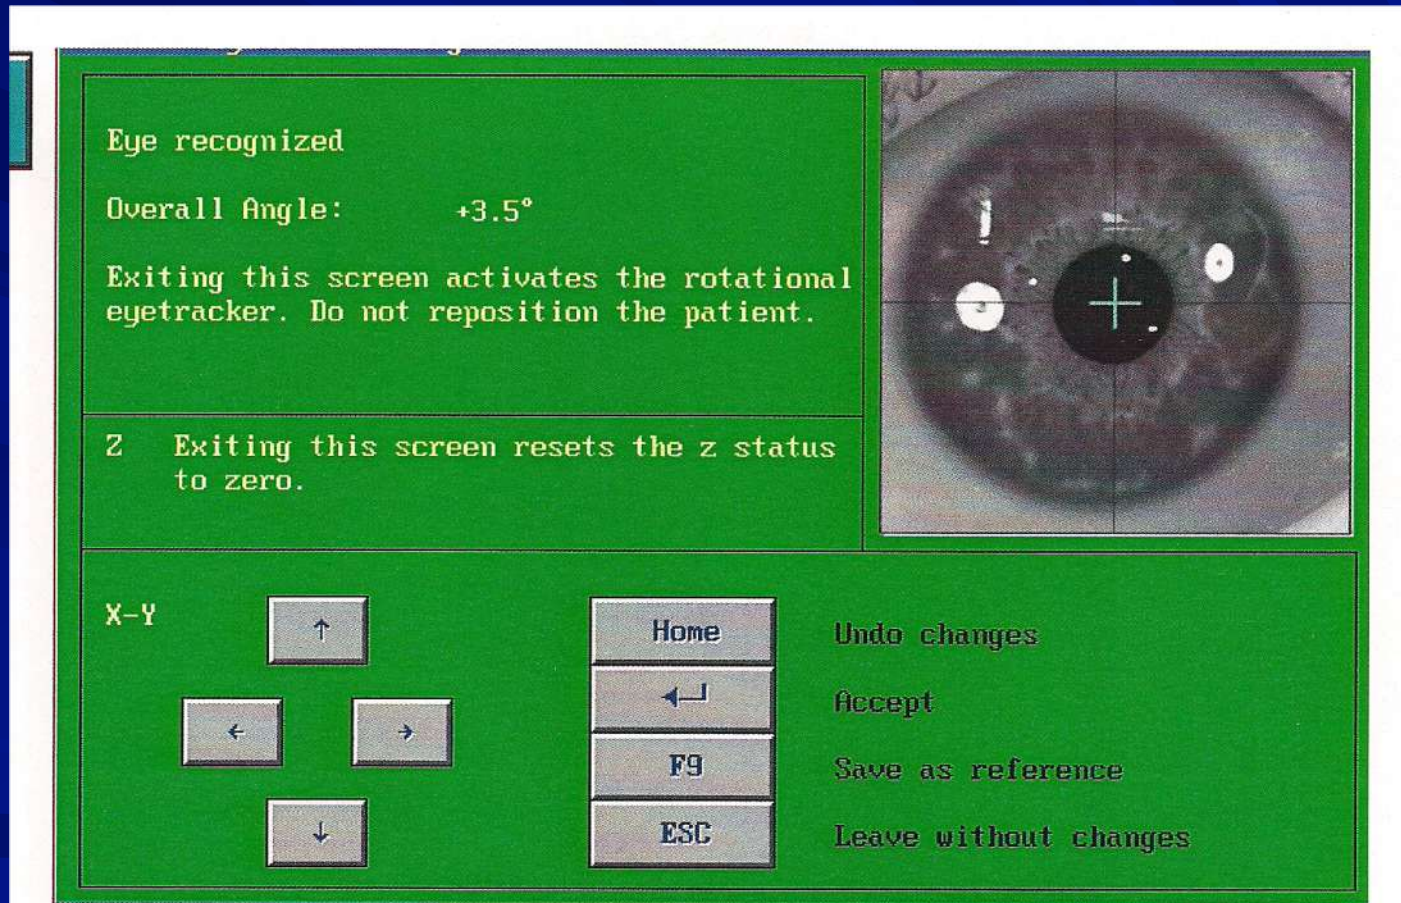 Eye recognized
Overall Angle: +3.5°
Exiting this screen activates the rotational
eyetracker. Do not reposition the patient.
Z Exiting this screen resets the z status
to zero.
X-Y
↑
← →
↓
Home Undo changes
↵ Accept
F9 Save as reference
ESC Leave without changes